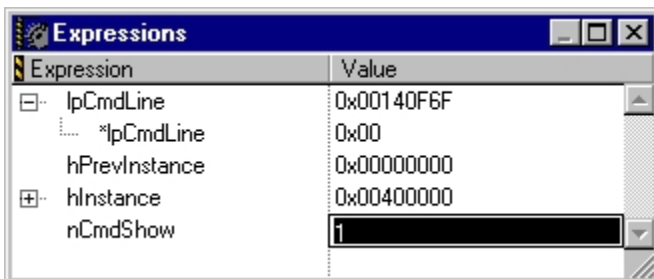 Expressions
Expression Value
lpCmdLine 0x00140F6F
*lpCmdLine 0x00
hPrevInstance 0x00000000
hInstance 0x00400000
nCmdShow 1